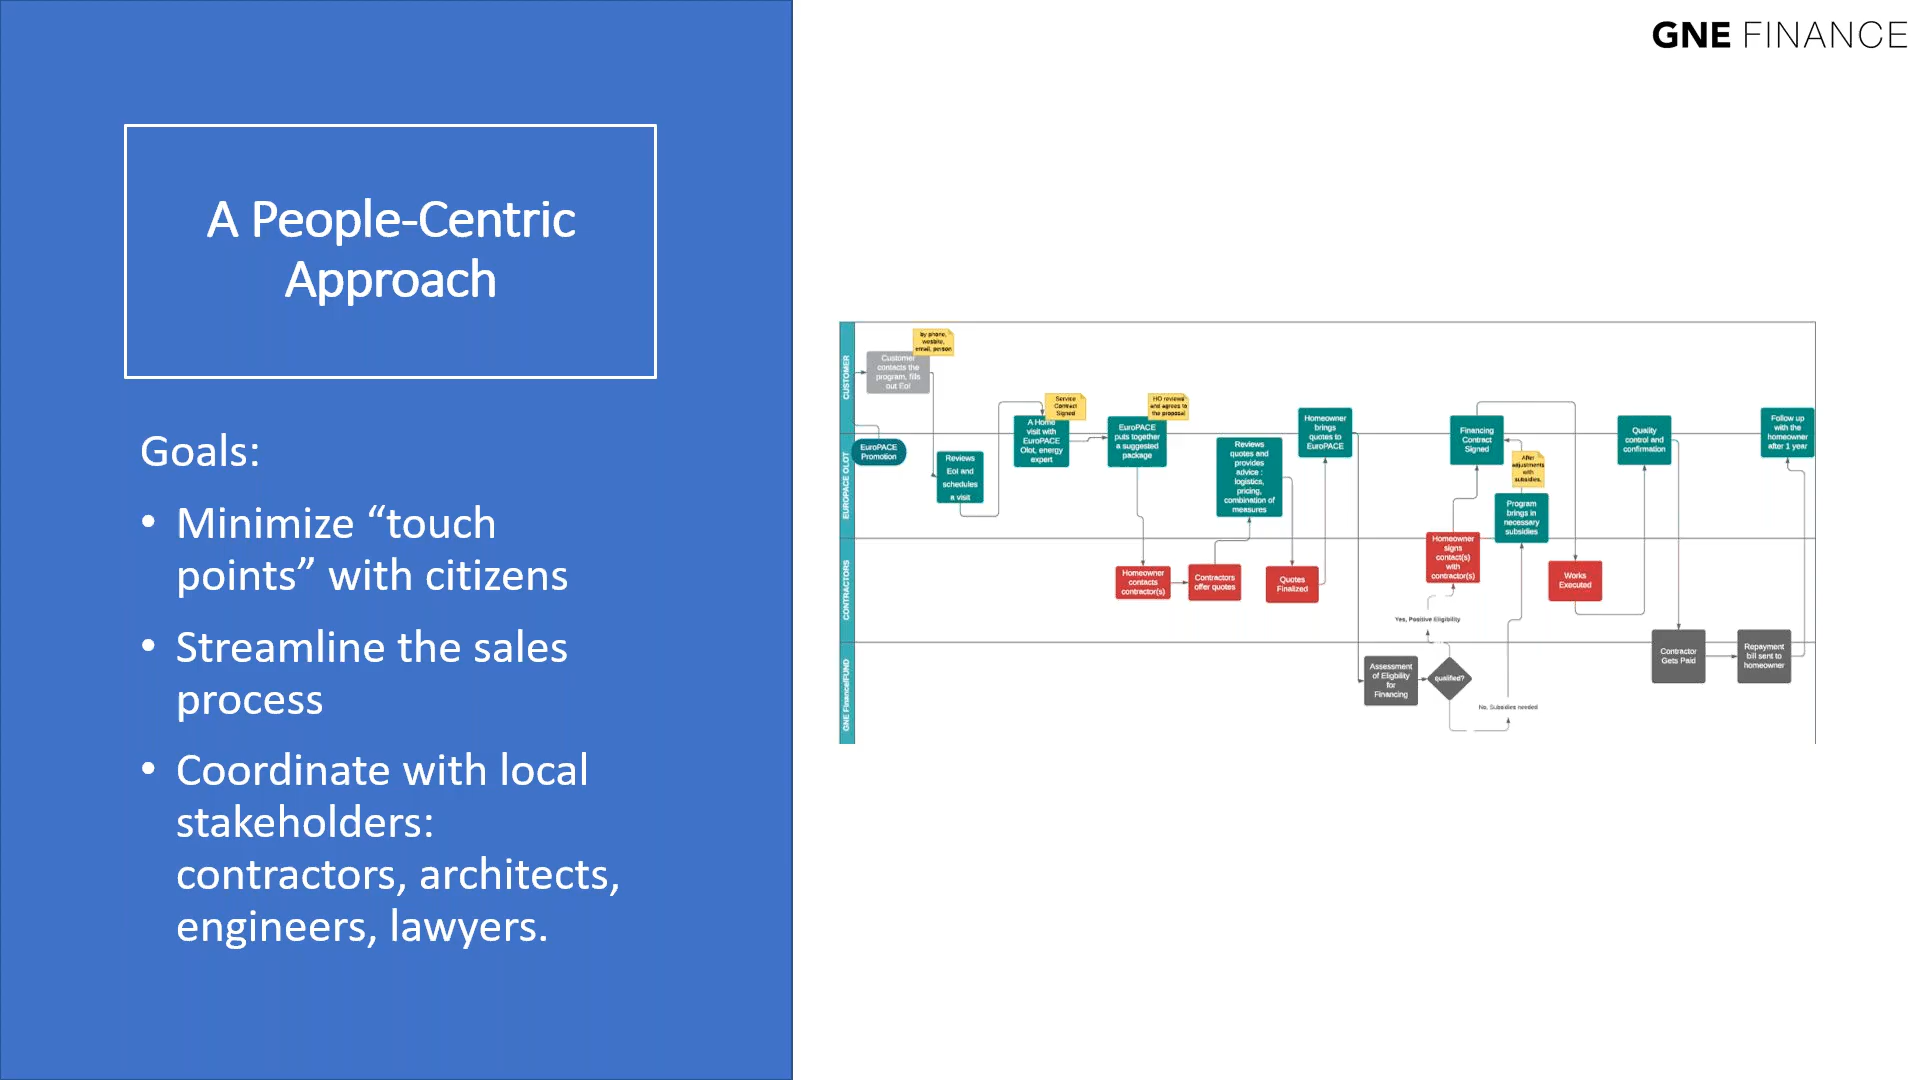 GNE FINANCE
A People-Centric
Approach
Goals:
• Minimize “touch
points” with citizens
• Streamline the sales
process
• Coordinate with local
stakeholders:
contractors, architects,
engineers, lawyers.
CUSTOMER
EUROPACE OLOT
CONTRACTORS
GNE Finance/FUND
by phone,
wesbite,
email, person
Customer
contacts the
program, fills
out EoI
EuroPACE
Promotion
Reviews
EoI and
schedules
a visit
Service
Contract
Signed
A Home
visit with
EuroPACE
Olot, energy
expert
HO reviews
and agrees to
the proposal
EuroPACE
puts together
a suggested
package
Homeowner
contacts
contractor(s)
Contractors
offer quotes
Reviews
quotes and
provides
advice :
logistics,
pricing,
combination of
measures
Quotes
Finalized
Homeowner
brings
quotes to
EuroPACE
Assessment
of Eligbility
for
Financing
qualified?
Yes, Positive Eligibility
No, Subsidies needed
Homeowner
signs
contact(s)
with
contractor(s)
Financing
Contract
Signed
After
adjustments
with
subsidies,
Program
brings in
necessary
subsidies
Works
Executed
Quality
control and
confirmation
Contractor
Gets Paid
Repayment
bill sent to
homeowner
Follow up
with the
homeowner
after 1 year